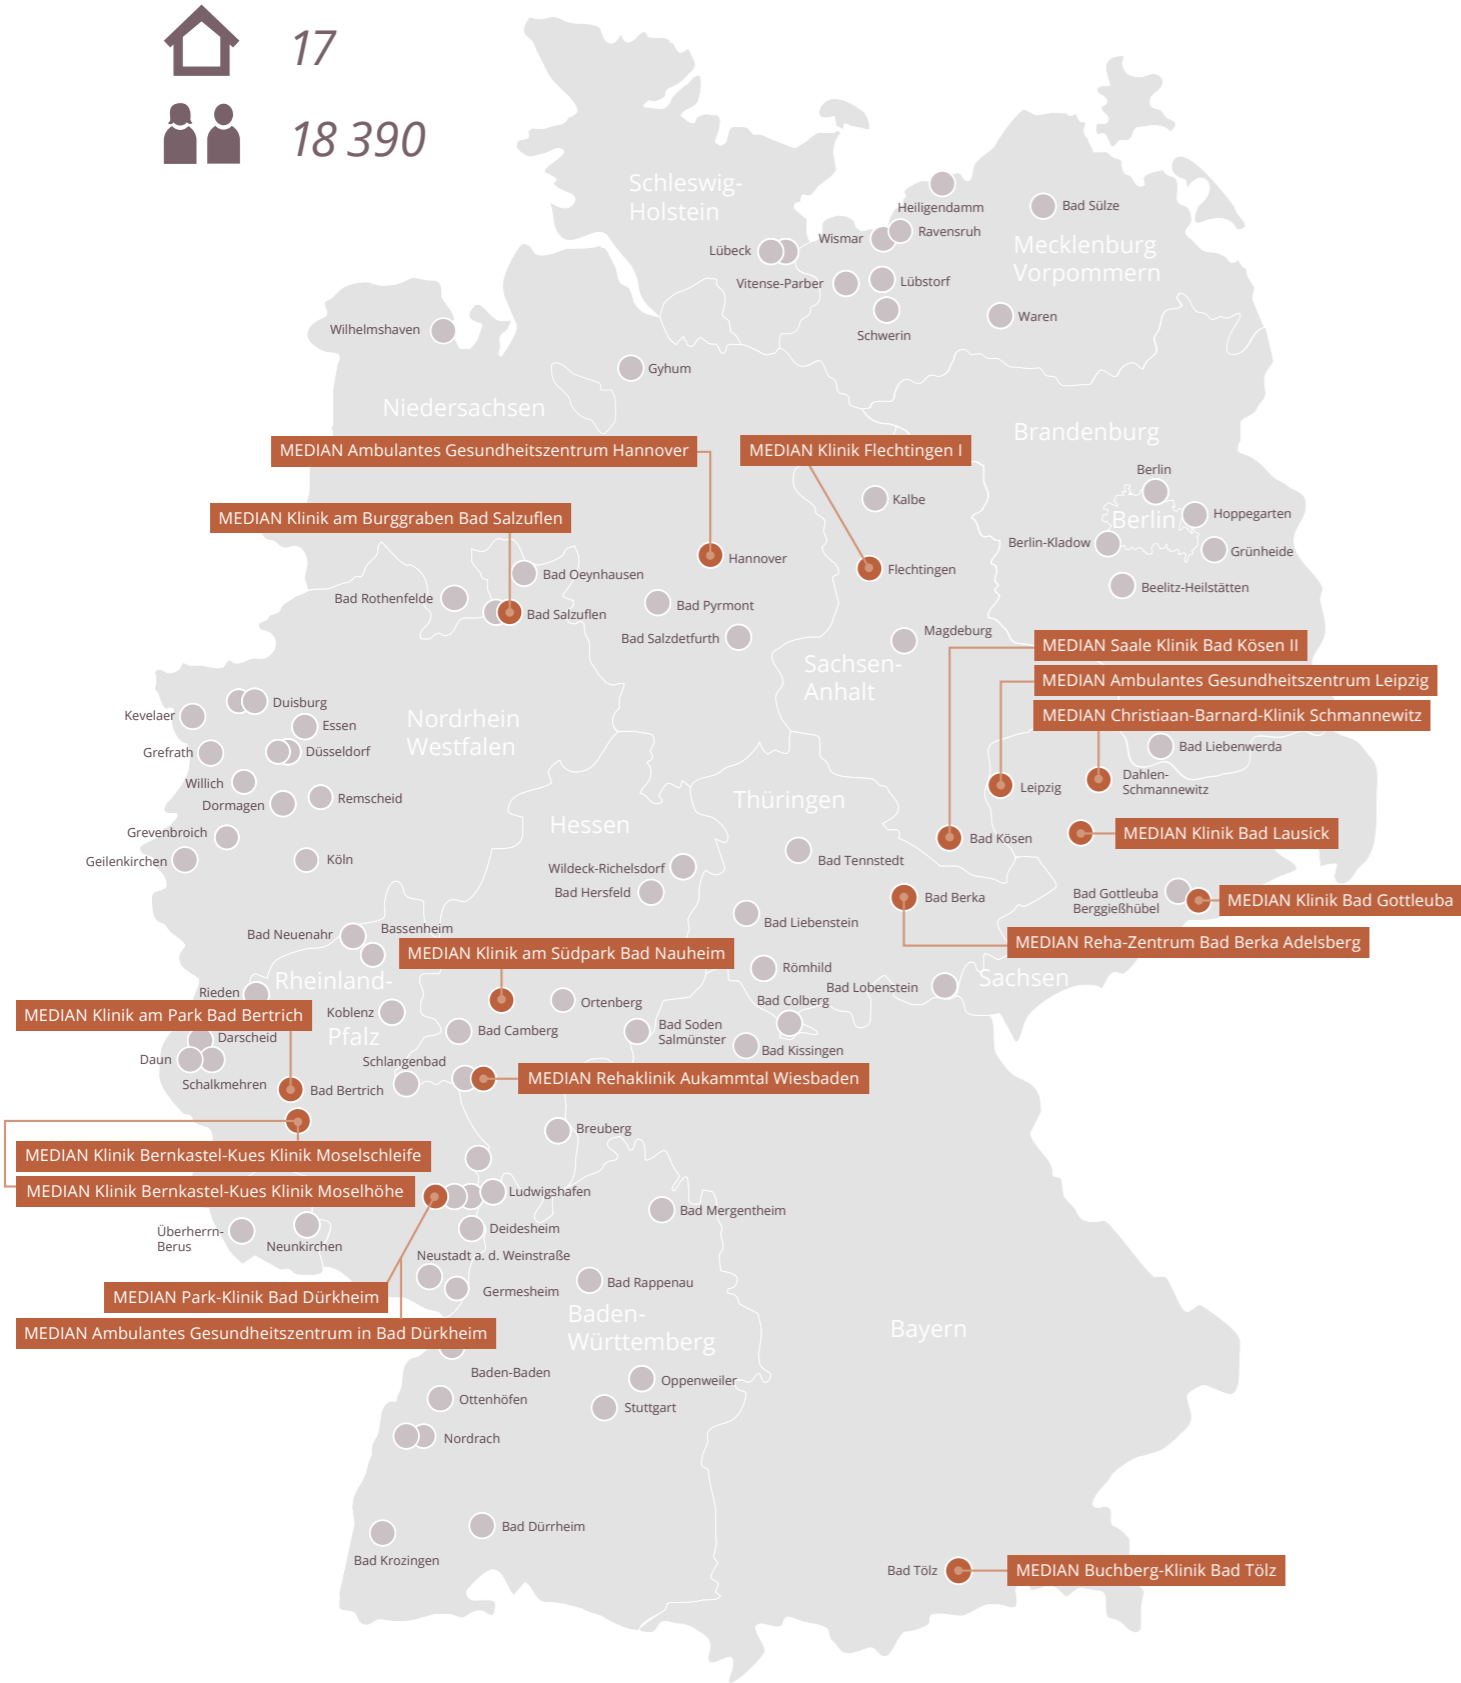 17
18 390
Schleswig-
Holstein
Heiligendamm
Bad Sülze
Wismar
Ravensruh
Lübeck
Mecklenburg
Vorpommern
Vitense-Parber
Lübstorf
Schwerin
Waren
Wilhelmshaven
Gyhum
Niedersachsen
Brandenburg
MEDIAN Ambulantes Gesundheitszentrum Hannover
MEDIAN Klinik Flechtingen I
Berlin
Kalbe
Hoppegarten
Berlin
MEDIAN Klinik am Burggraben Bad Salzuflen
Berlin-Kladow
Grünheide
Hannover
Flechtingen
Bad Oeynhausen
Beelitz-Heilstätten
Bad Rothenfelde
Bad Pyrmont
Bad Salzuflen
Bad Salzdetfurth
Magdeburg
MEDIAN Saale Klinik Bad Kösen II
Sachsen-
Anhalt
MEDIAN Ambulantes Gesundheitszentrum Leipzig
MEDIAN Christiaan-Barnard-Klinik Schmannewitz
Duisburg
Kevelaer
Essen
Nordrhein
Westfalen
Grefrath
Düsseldorf
Bad Liebenwerda
Willich
Dormagen
Remscheid
Leipzig
Dahlen-
Schmannewitz
Thüringen
Hessen
Grevenbroich
MEDIAN Klinik Bad Lausick
Bad Kösen
Geilenkirchen
Köln
Bad Tennstedt
Wildeck-Richelsdorf
Bad Hersfeld
Bad Berka
Bad Gottleuba
Berggießhübel
MEDIAN Klinik Bad Gottleuba
Bad Liebenstein
Bad Neuenahr
Bassenheim
MEDIAN Klinik am Südpark Bad Nauheim
MEDIAN Reha-Zentrum Bad Berka Adelsberg
Römhild
Sachsen
Rheinland-
Pfalz
Bad Lobenstein
Rieden
Bad Colberg
Ortenberg
MEDIAN Klinik am Park Bad Bertrich
Koblenz
Bad Camberg
Bad Soden
Salmünster
Darscheid
Bad Kissingen
Daun
Schlangenbad
Schalkmehren
Bad Bertrich
MEDIAN Rehaklinik Aukammtal Wiesbaden
Breuberg
MEDIAN Klinik Bernkastel-Kues Klinik Moselschleife
MEDIAN Klinik Bernkastel-Kues Klinik Moselhöhe
Ludwigshafen
Bad Mergentheim
Deidesheim
Überherrn-
Berus
Neunkirchen
Neustadt a. d. Weinstraße
Bad Rappenau
Germesheim
MEDIAN Park-Klinik Bad Dürkheim
Baden-
Württemberg
Bayern
MEDIAN Ambulantes Gesundheitszentrum in Bad Dürkheim
Baden-Baden
Oppenweiler
Ottenhöfen
Stuttgart
Nordrach
Bad Dürrheim
Bad Krozingen
Bad Tölz
MEDIAN Buchberg-Klinik Bad Tölz